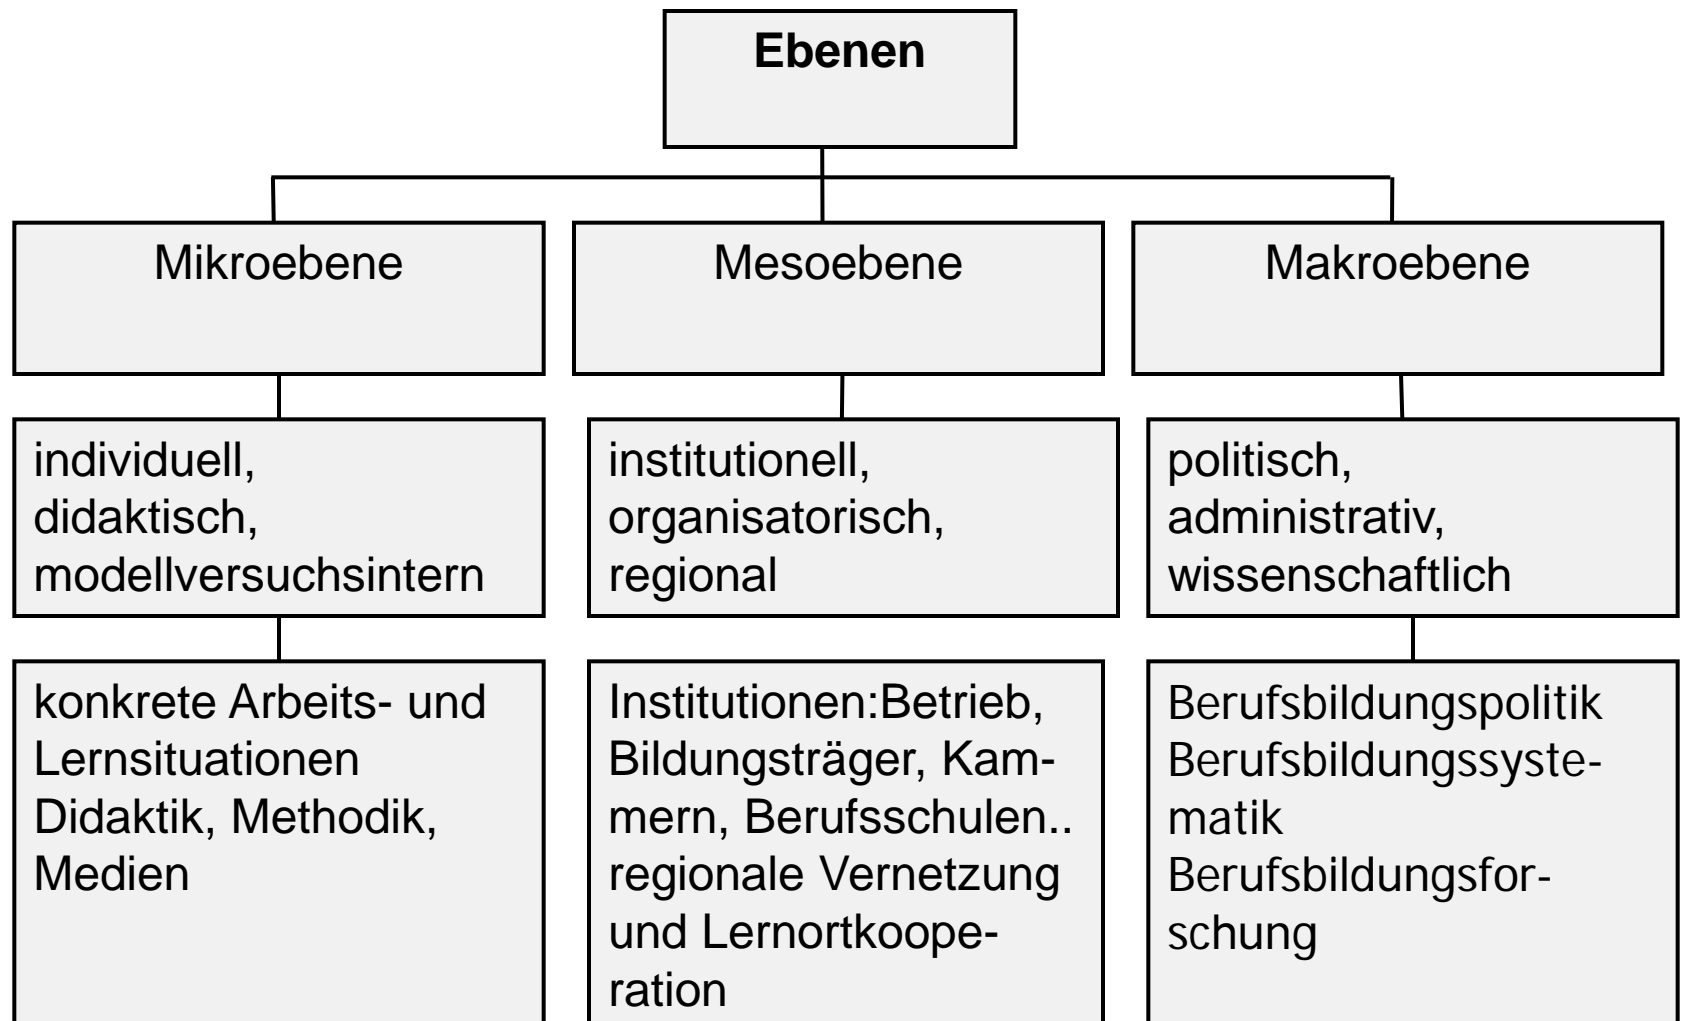 Ebenen
Mikroebene
Mesoebene
Makroebene
individuell,
didaktisch,
modellversuchsintern
institutionell,
organisatorisch,
regional
politisch,
administrativ,
wissenschaftlich
konkrete Arbeits- und
Lernsituationen
Didaktik, Methodik,
Medien
Institutionen:Betrieb,
Bildungsträger, Kam-
mern, Berufsschulen..
regionale Vernetzung
und Lernortkoope-
ration
Berufsbildungspolitik
Berufsbildungssyste-
matik
Berufsbildungsfor-
schung